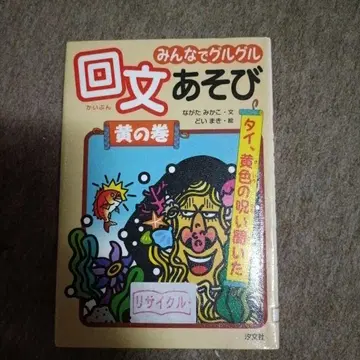 みんなでグルグル
回文あそび
かいぶん
ながた みかこ・文
どい まき・絵
黄の巻
タイ、黄色の呪い聞いた
リサイクル
汐文社